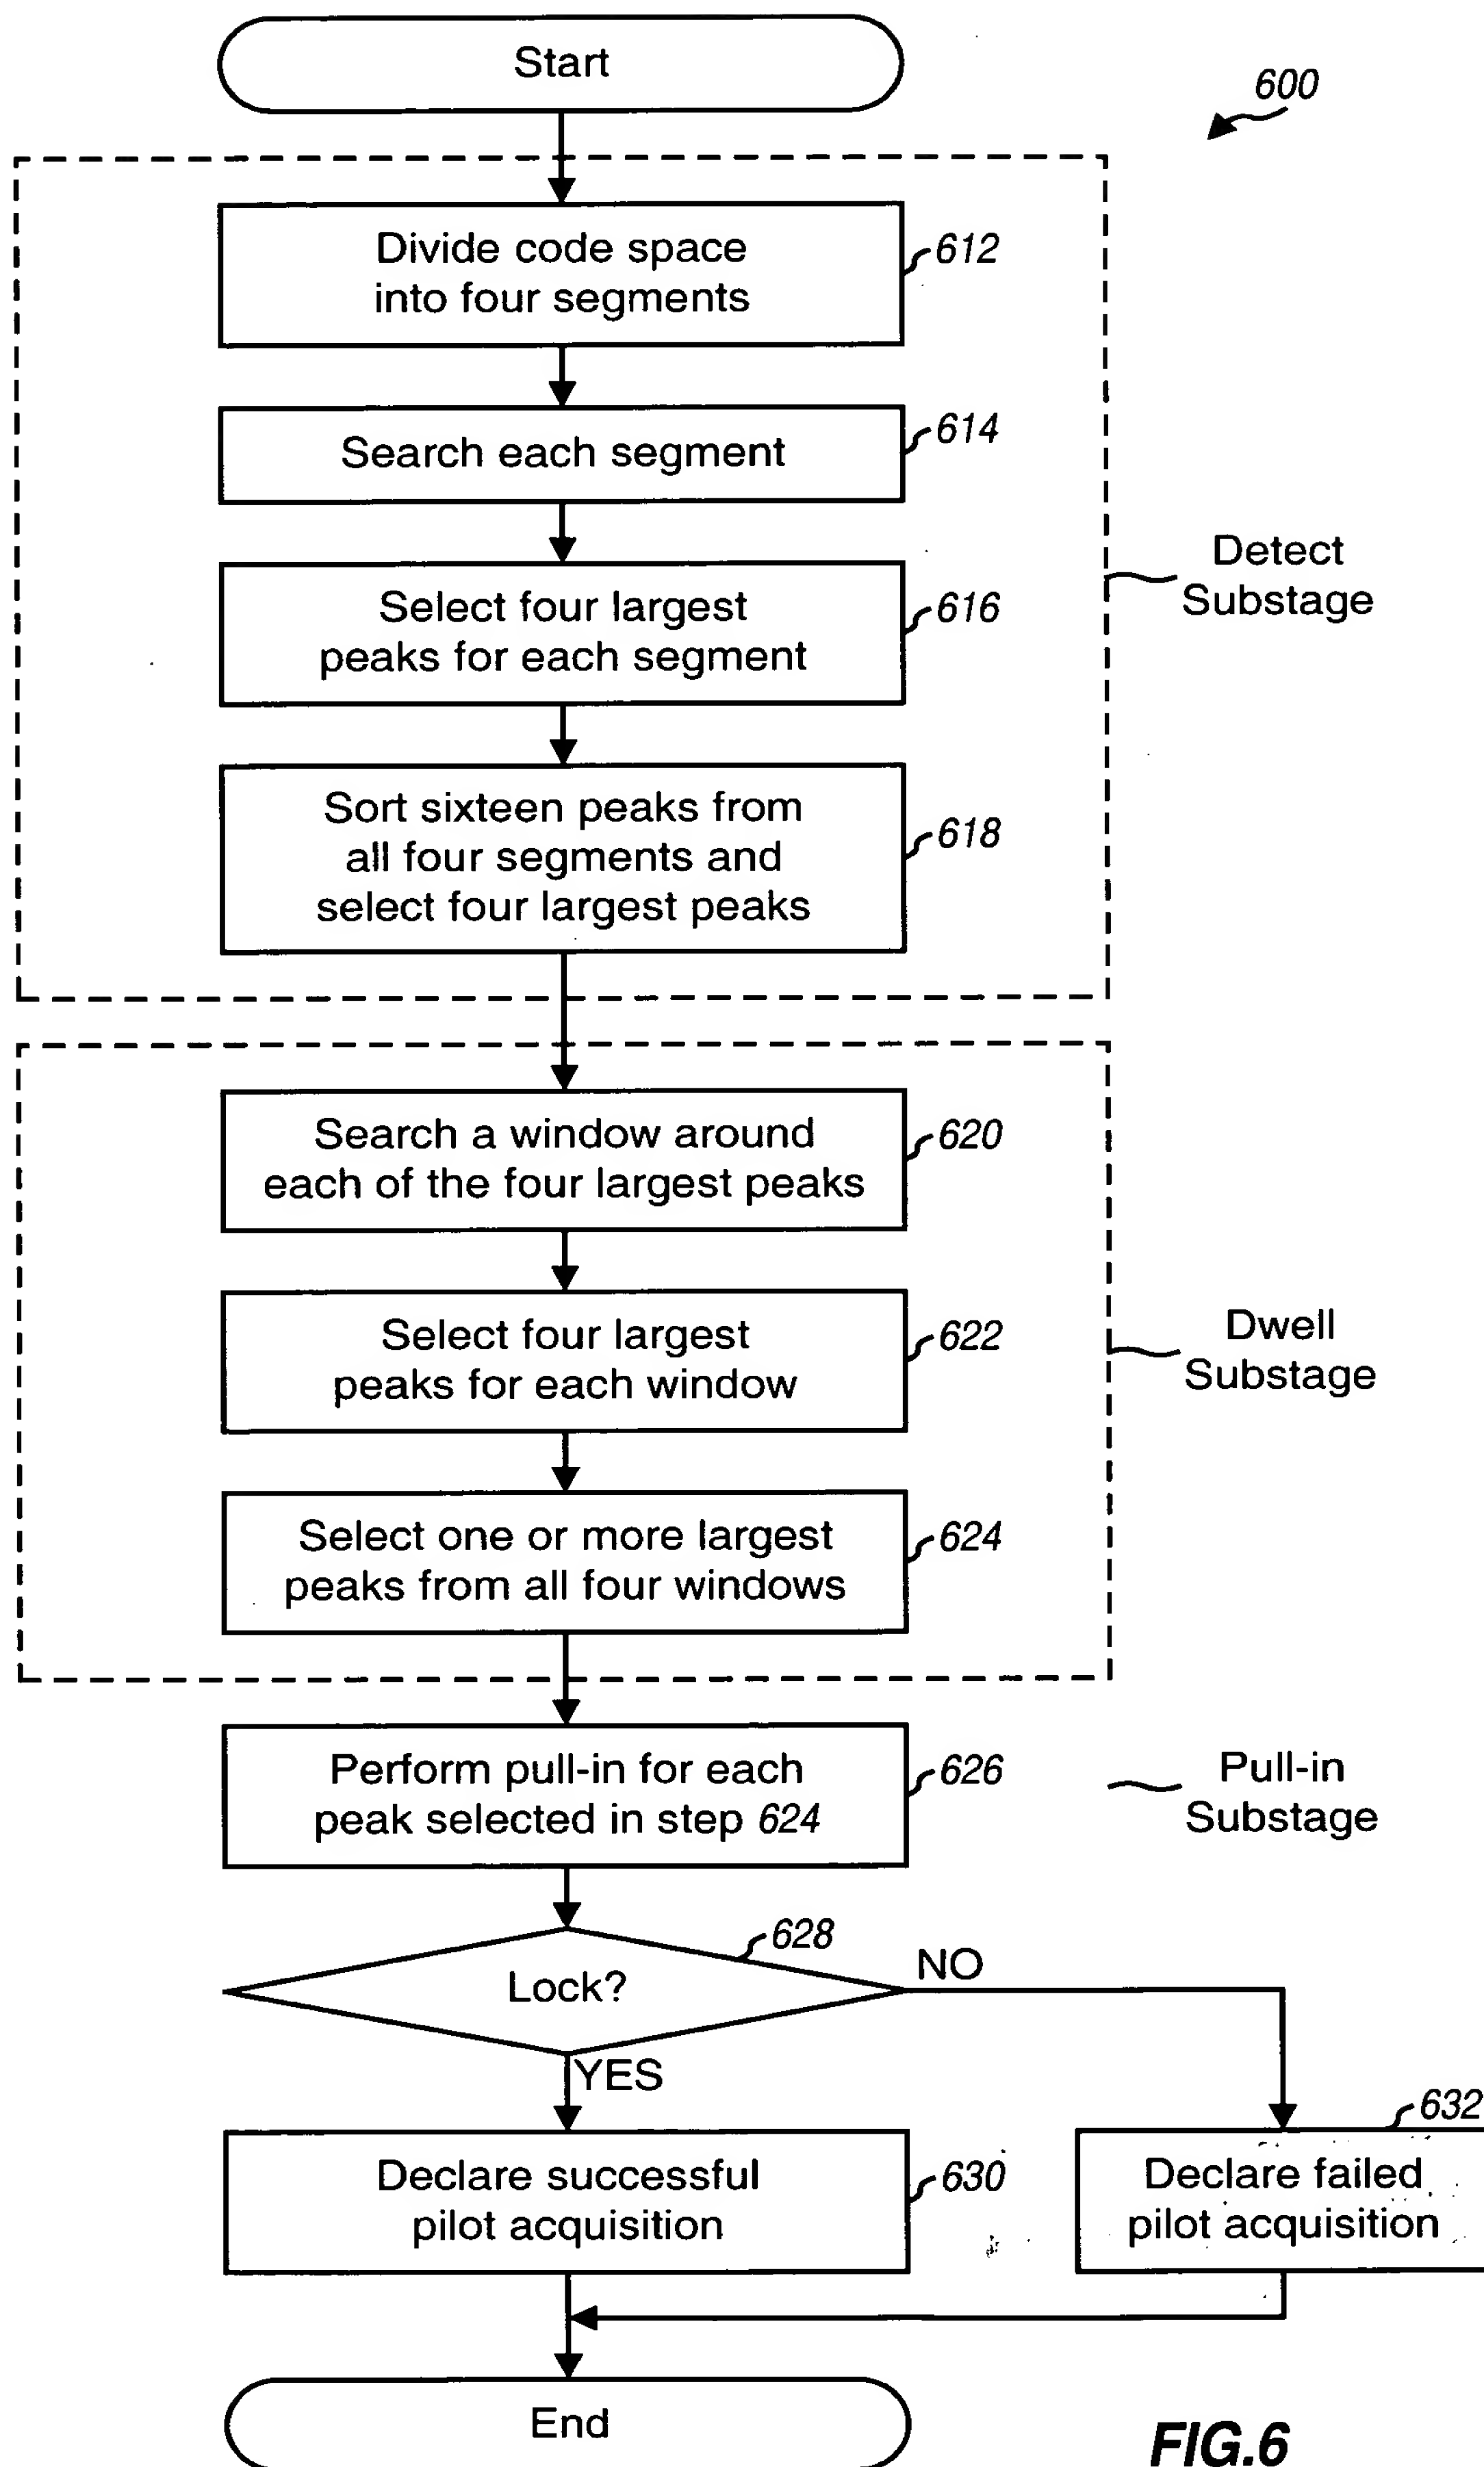 Start
600
Divide code space
into four segments
612
Search each segment
614
Select four largest
peaks for each segment
616
Detect
Substage
Sort sixteen peaks from
all four segments and
select four largest peaks
618
Search a window around
each of the four largest peaks
620
Select four largest
peaks for each window
622
Dwell
Substage
Select one or more largest
peaks from all four windows
624
Perform pull-in for each
peak selected in step 624
626
Pull-in
Substage
Lock?
628
NO
YES
Declare successful
pilot acquisition
630
Declare failed
pilot acquisition
632
End
FIG.6